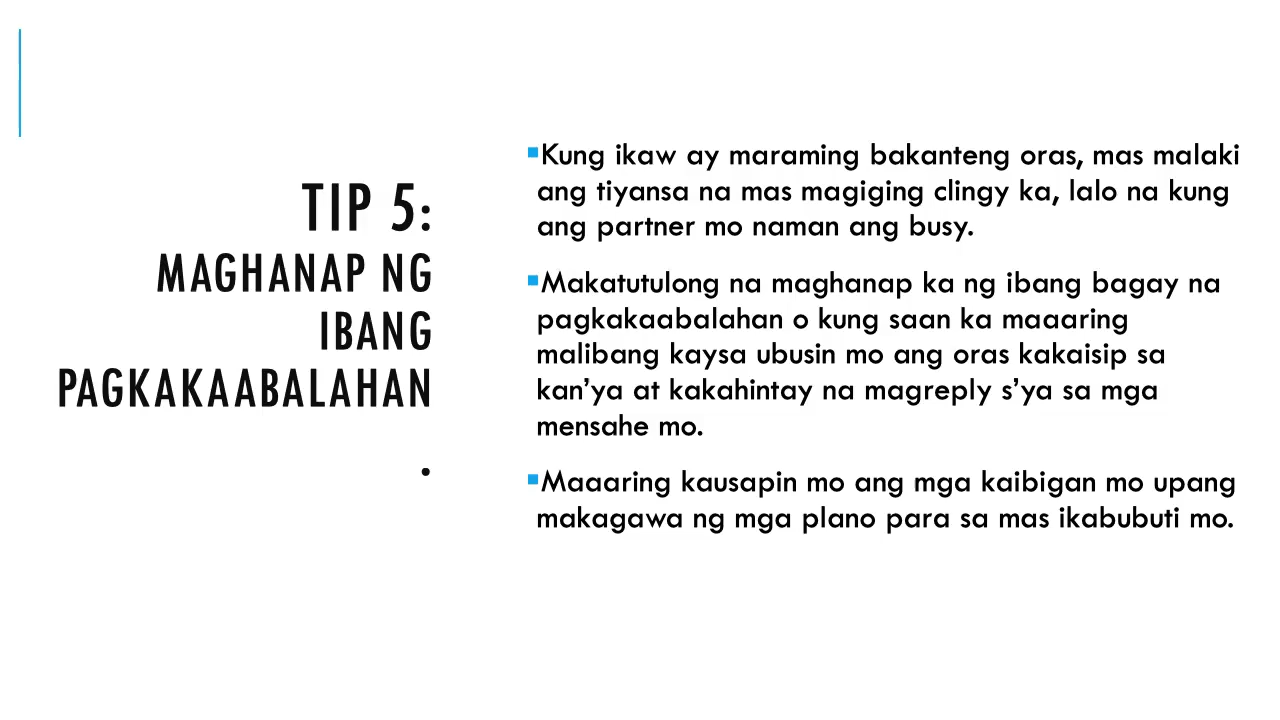 TIP 5:
MAGHANAP NG
IBANG
PAGKAKAABALAHAN
.
▪Kung ikaw ay maraming bakanteng oras, mas malaki
ang tiyansa na mas magiging clingy ka, lalo na kung
ang partner mo naman ang busy.
▪Makatutulong na maghanap ka ng ibang bagay na
pagkakaabalahan o kung saan ka maaaring
malibang kaysa ubusin mo ang oras kakaisip sa
kan’ya at kakahintay na magreply s’ya sa mga
mensahe mo.
▪Maaaring kausapin mo ang mga kaibigan mo upang
makagawa ng mga plano para sa mas ikabubuti mo.